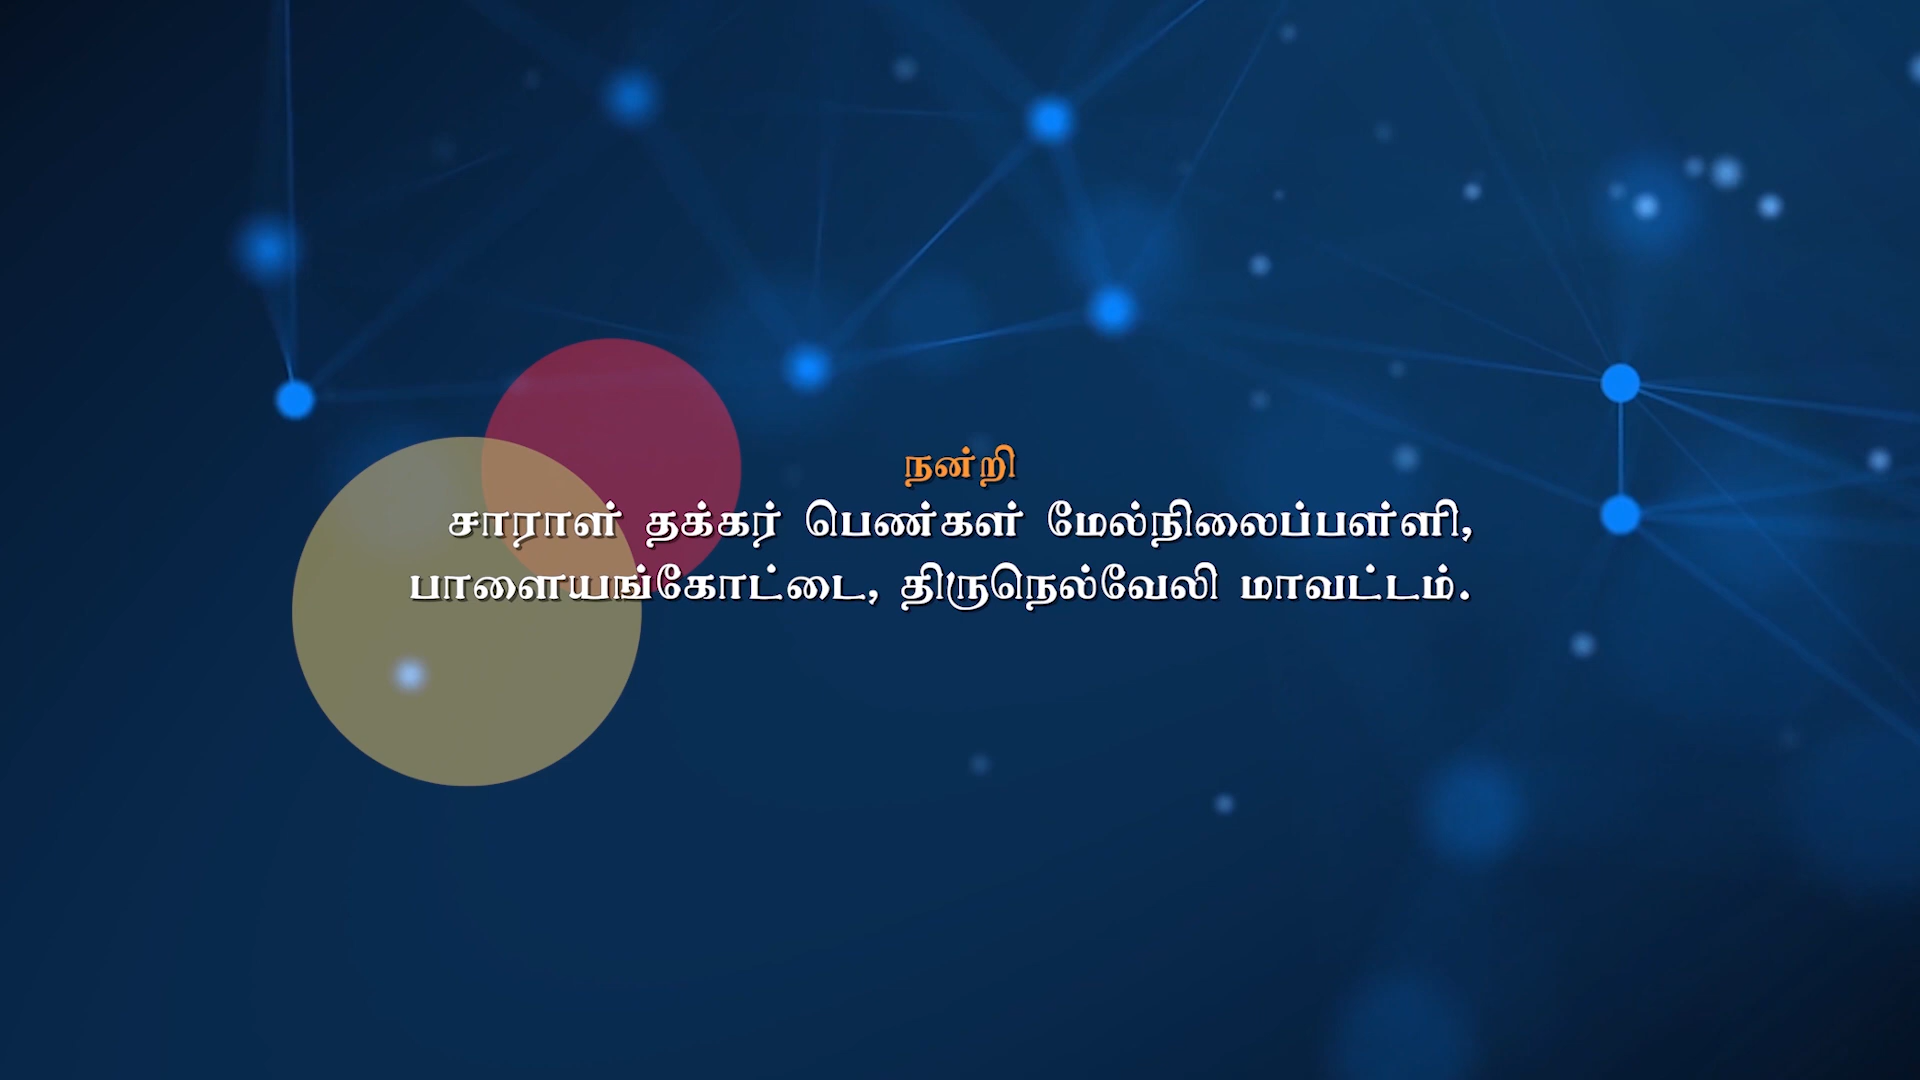 நன்றி
சாராள் தக்கர் பெண்கள் மேல்நிலைப்பள்ளி,
பாளையங்கோட்டை, திருநெல்வேலி மாவட்டம்.